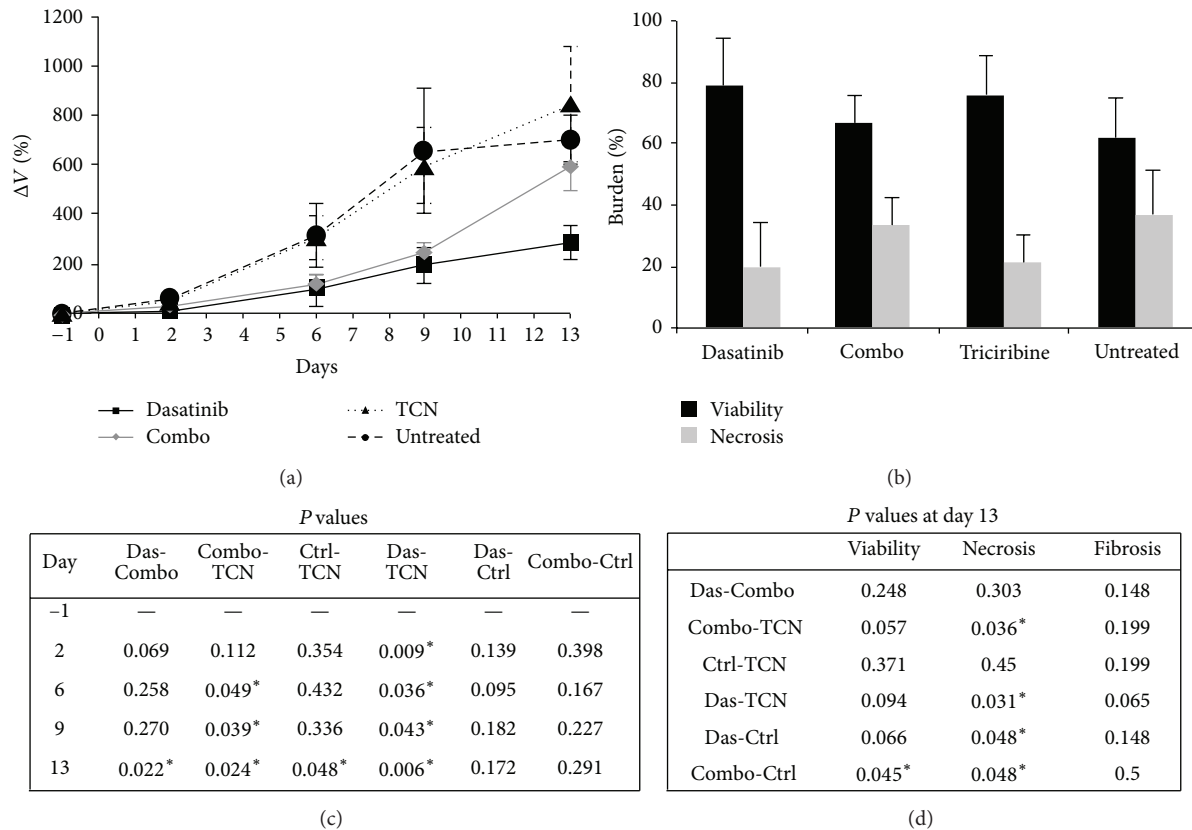 1200
1000
800
600
400
200
0
ΔV (%)
−1 0 1 2 3 4 5 6 7 8 9 10 11 12 13
Days
Dasatinib
TCN
Combo
Untreated
(a)
100
80
60
40
20
0
Burden (%)
Dasatinib Combo Triciribine Untreated
Viability
Necrosis
(b)
P values
Day Das-Combo Combo-TCN Ctrl-TCN Das-TCN Das-Ctrl Combo-Ctrl
−1 — — — — — —
2 0.069 0.112 0.354 0.009* 0.139 0.398
6 0.258 0.049* 0.432 0.036* 0.095 0.167
9 0.270 0.039* 0.336 0.043* 0.182 0.227
13 0.022* 0.024* 0.048* 0.006* 0.172 0.291
(c)
P values at day 13
Viability Necrosis Fibrosis
Das-Combo 0.248 0.303 0.148
Combo-TCN 0.057 0.036* 0.199
Ctrl-TCN 0.371 0.45 0.199
Das-TCN 0.094 0.031* 0.065
Das-Ctrl 0.066 0.048* 0.148
Combo-Ctrl 0.045* 0.048* 0.5
(d)